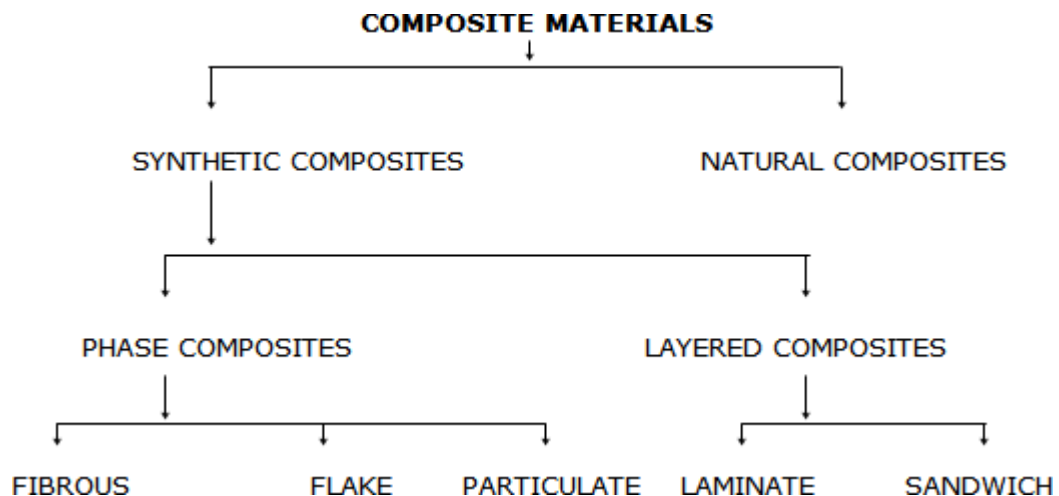 COMPOSITE MATERIALS
SYNTHETIC COMPOSITES NATURAL COMPOSITES
PHASE COMPOSITES LAYERED COMPOSITES
FIBROUS FLAKE PARTICULATE LAMINATE SANDWICH